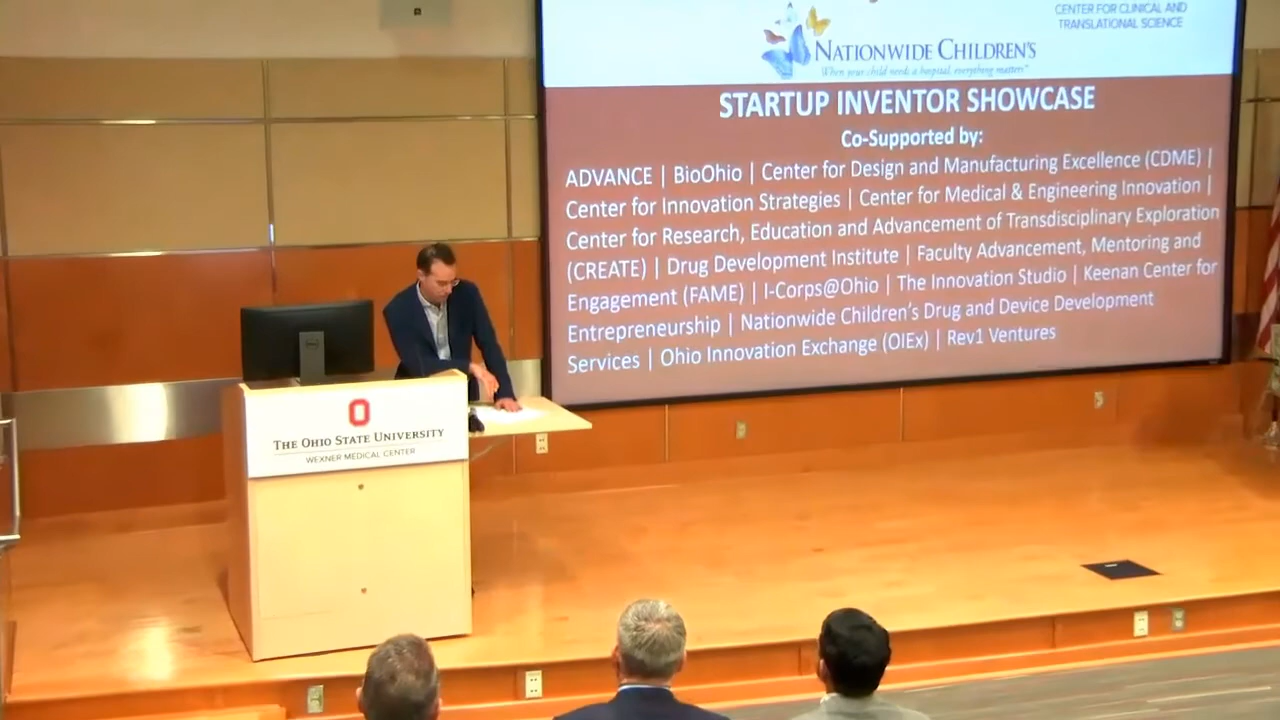 CENTER FOR CLINICAL AND
TRANSLATIONAL SCIENCE
NATIONWIDE CHILDREN'S
When your child needs a hospital, everything matters™
STARTUP INVENTOR SHOWCASE
Co-Supported by:
ADVANCE | BioOhio | Center for Design and Manufacturing Excellence (CDME) |
Center for Innovation Strategies | Center for Medical & Engineering Innovation |
Center for Research, Education and Advancement of Transdisciplinary Exploration
(CREATE) | Drug Development Institute | Faculty Advancement, Mentoring and
Engagement (FAME) | I-Corps@Ohio | The Innovation Studio | Keenan Center for
Entrepreneurship | Nationwide Children's Drug and Device Development
Services | Ohio Innovation Exchange (OIEx) | Rev1 Ventures
DELL
O
THE OHIO STATE UNIVERSITY
WEXNER MEDICAL CENTER